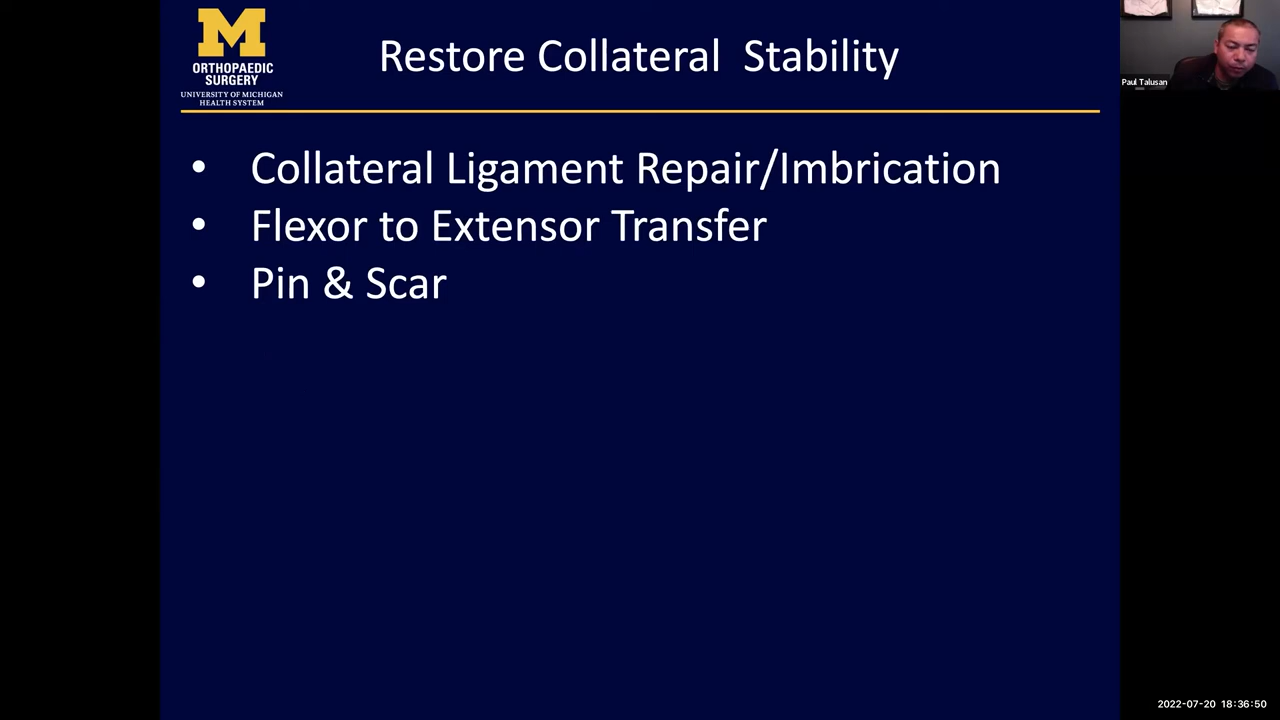 M
ORTHOPAEDIC
SURGERY
UNIVERSITY OF MICHIGAN
HEALTH SYSTEM
Restore Collateral  Stability
• Collateral Ligament Repair/Imbrication
• Flexor to Extensor Transfer
• Pin & Scar
Paul Talusan
2022-07-20 18:36:50